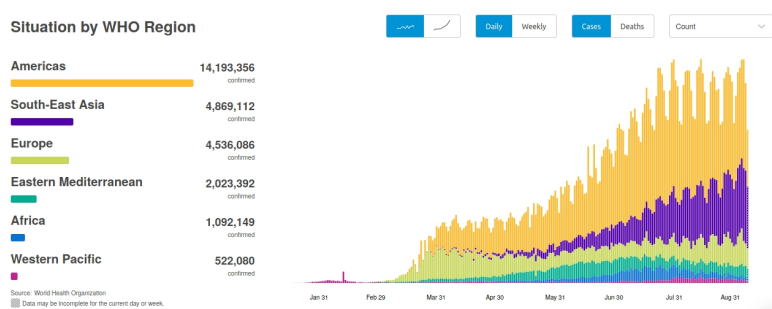 Situation by WHO Region
Daily
Weekly
Cases
Deaths
Count
Americas
14,193,356
confirmed
South-East Asia
4,869,112
confirmed
Europe
4,536,086
confirmed
Eastern Mediterranean
2,023,392
confirmed
Africa
1,092,149
confirmed
Western Pacific
522,080
confirmed
Source: World Health Organization
Data may be incomplete for the current day or week.
Jan 31
Feb 29
Mar 31
Apr 30
May 31
Jun 30
Jul 31
Aug 31